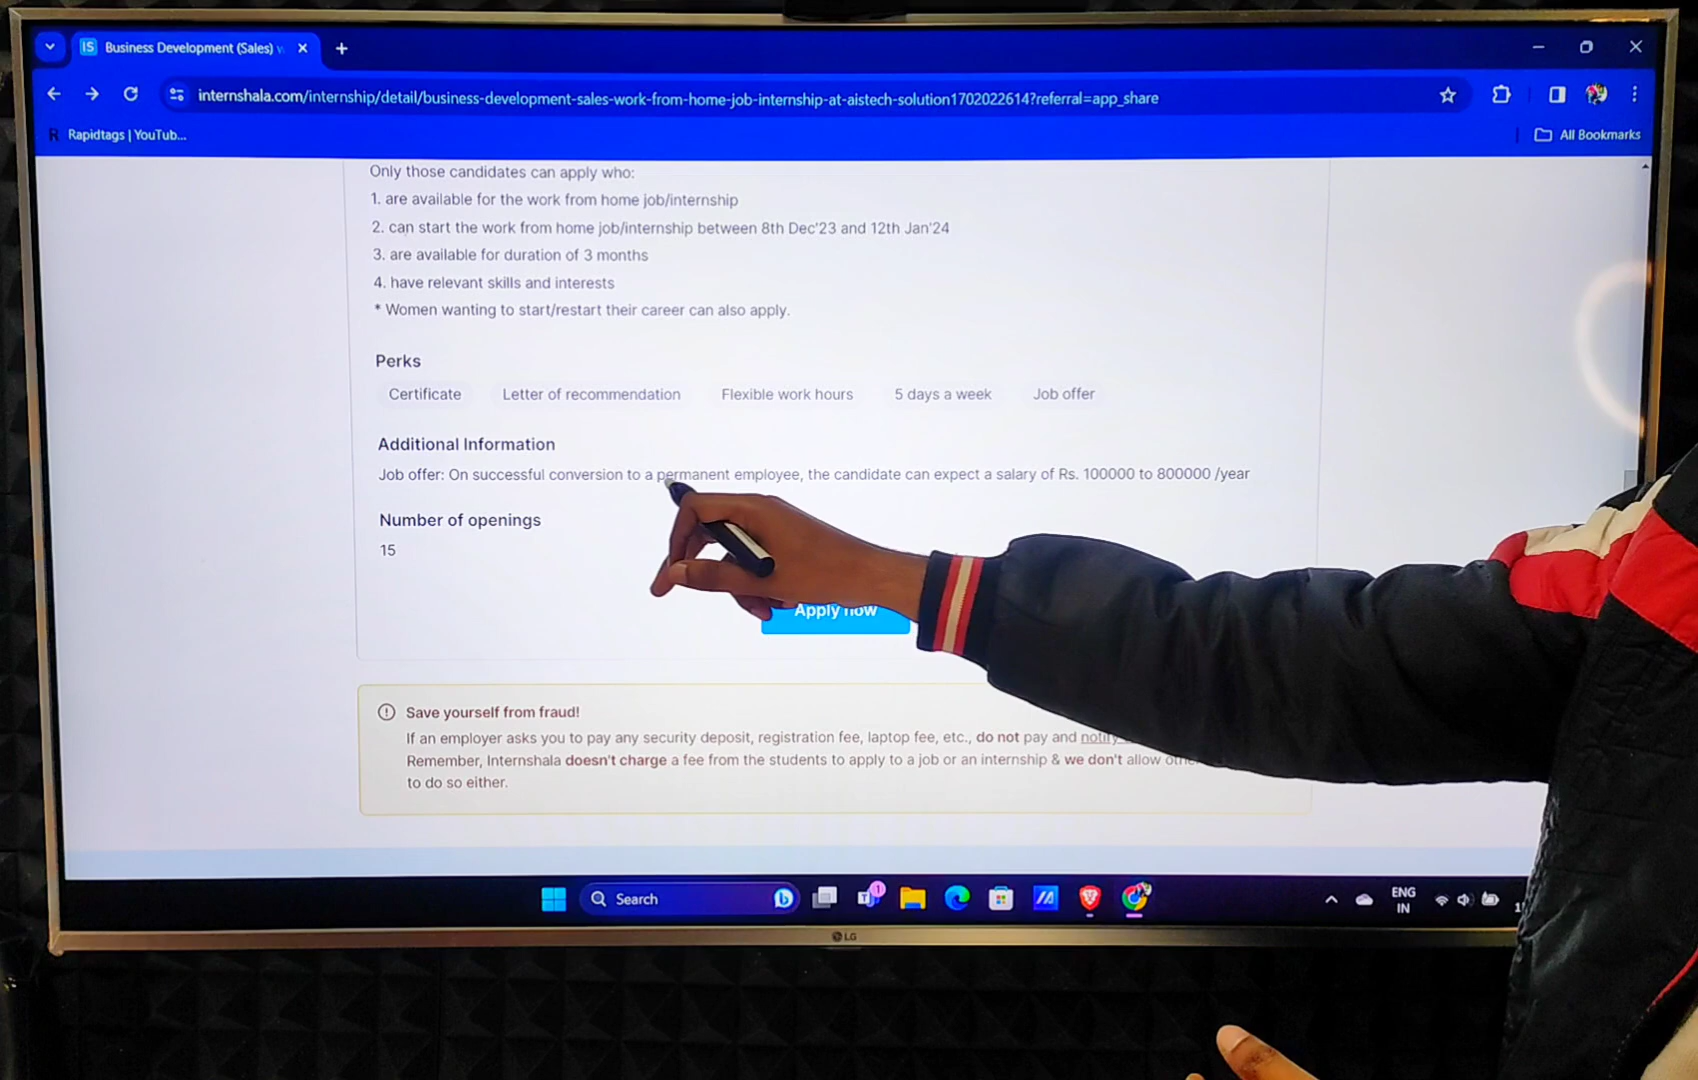 IS Business Development (Sales)
internshala.com/internship/detail/business-development-sales-work-from-home-job-internship-at-aistech-solution1702022614?referral=app_share
R Rapidtags | YouTub...
All Bookmarks
Only those candidates can apply who:
1. are available for the work from home job/internship
2. can start the work from home job/internship between 8th Dec'23 and 12th Jan'24
3. are available for duration of 3 months
4. have relevant skills and interests
* Women wanting to start/restart their career can also apply.
Perks
Certificate Letter of recommendation Flexible work hours 5 days a week Job offer
Additional Information
Job offer: On successful conversion to a permanent employee, the candidate can expect a salary of Rs. 100000 to 800000 /year
Number of openings
15
Apply now
Save yourself from fraud!
If an employer asks you to pay any security deposit, registration fee, laptop fee, etc., do not pay and notify
Remember, Internshala doesn't charge a fee from the students to apply to a job or an internship & we don't allow
to do so either.
Search
1
ENG
IN
LG